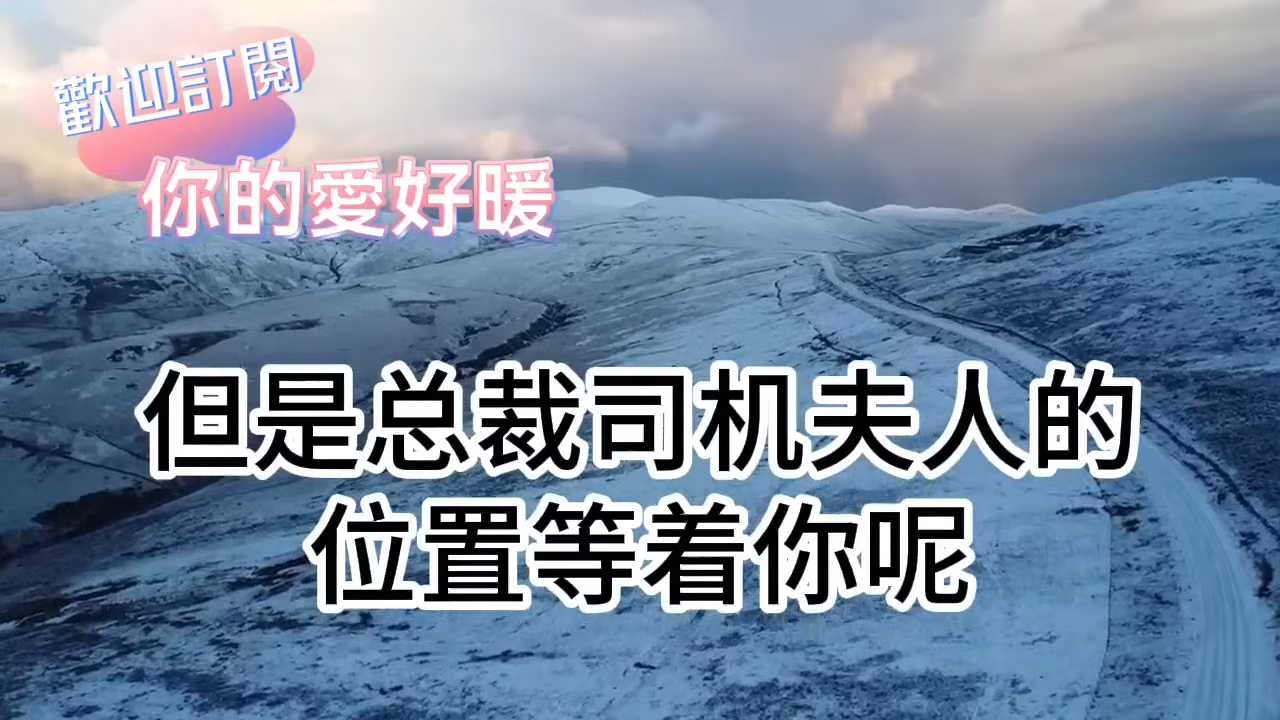 歡迎訂閱
你的愛好暖
但是总裁司机夫人的
位置等着你呢